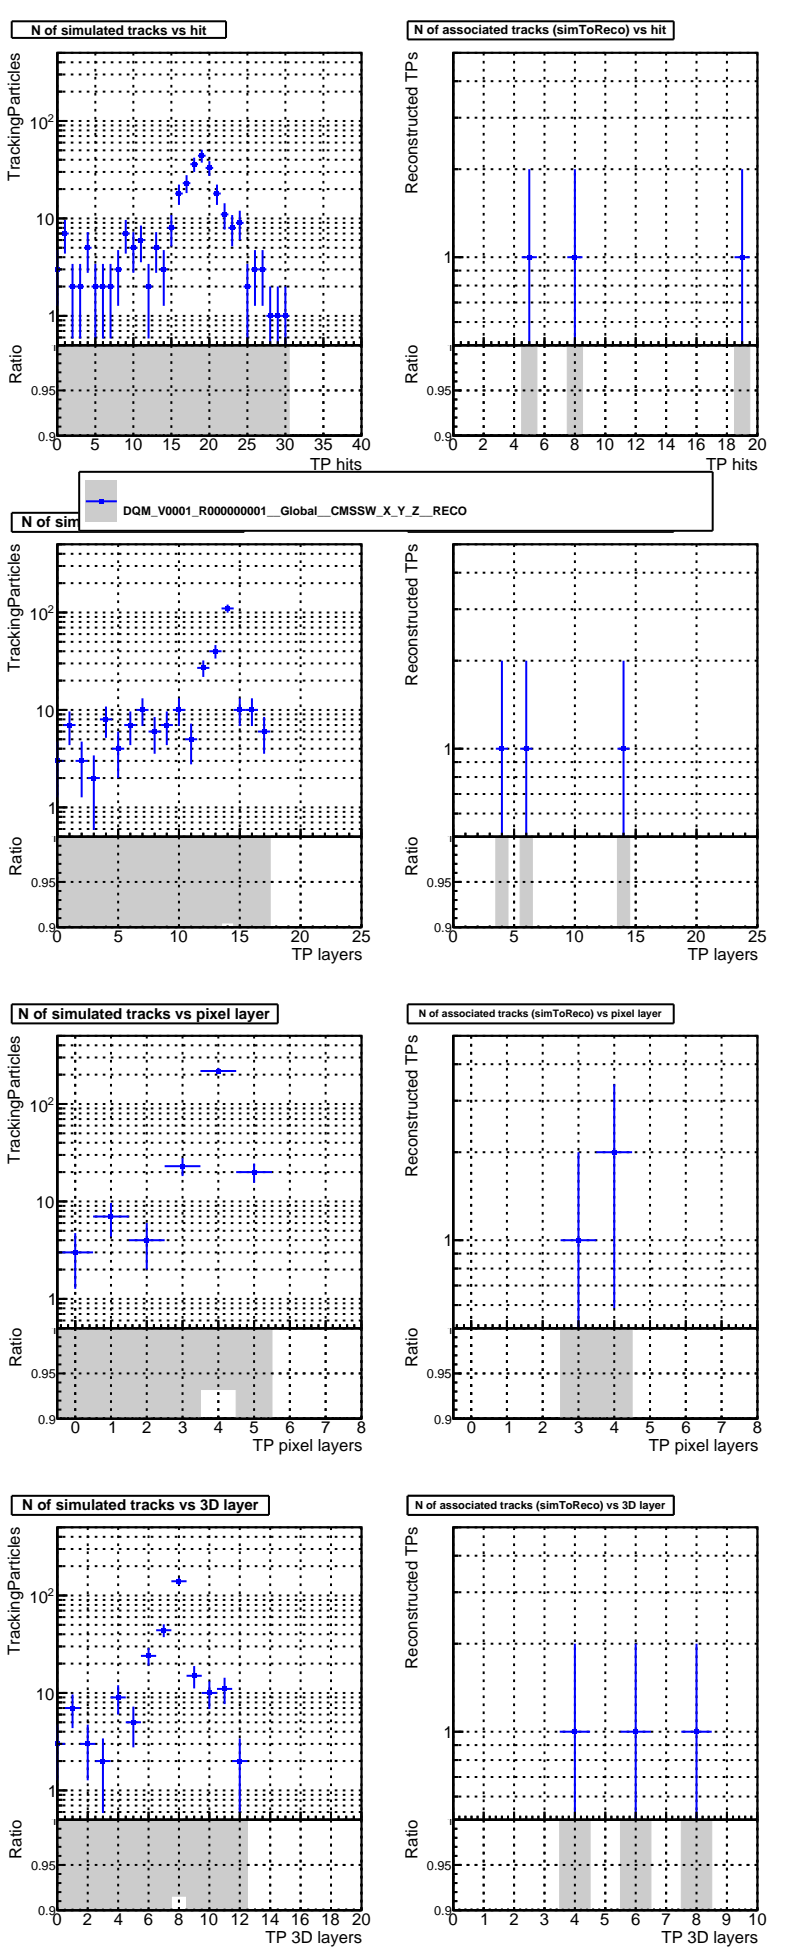 N of simulated tracks vs hit
TrackingParticles
10²
10
1
Ratio
0.95
0.9
0 5 10 15 20 25 30 35 40
TP hits
N of associated tracks (simToReco) vs hit
Reconstructed TPs
1
Ratio
0.95
0.9
0 2 4 6 8 10 12 14 16 18 20
TP hits
DQM_V0001_R000000001__Global__CMSSW_X_Y_Z__RECO
N of sim
TrackingParticles
10²
10
1
Ratio
0.95
0.9
0 5 10 15 20 25
TP layers
Reconstructed TPs
1
Ratio
0.95
0.9
0 5 10 15 20 25
TP layers
N of simulated tracks vs pixel layer
TrackingParticles
10²
10
1
Ratio
0.95
0.9
0 1 2 3 4 5 6 7 8
TP pixel layers
N of associated tracks (simToReco) vs pixel layer
Reconstructed TPs
1
Ratio
0.95
0.9
0 1 2 3 4 5 6 7 8
TP pixel layers
N of simulated tracks vs 3D layer
TrackingParticles
10²
10
1
Ratio
0.95
0.9
0 2 4 6 8 10 12 14 16 18 20
TP 3D layers
N of associated tracks (simToReco) vs 3D layer
Reconstructed TPs
1
Ratio
0.95
0.9
0 1 2 3 4 5 6 7 8 9 10
TP 3D layers